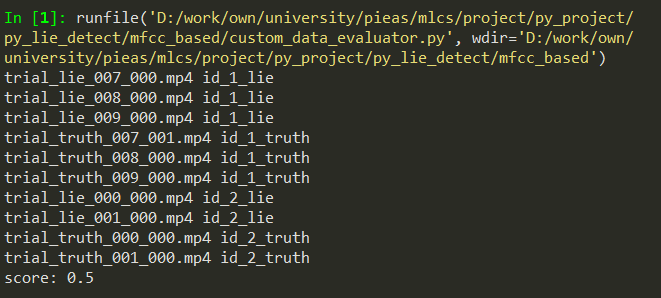 In [1]: runfile('D:/work/own/university/pieas/mlcs/project/py_project/
py_lie_detect/mfcc_based/custom_data_evaluator.py', wdir='D:/work/own/
university/pieas/mlcs/project/py_project/py_lie_detect/mfcc_based')
trial_lie_007_000.mp4 id_1_lie
trial_lie_008_000.mp4 id_1_lie
trial_lie_009_000.mp4 id_1_lie
trial_truth_007_001.mp4 id_1_truth
trial_truth_008_000.mp4 id_1_truth
trial_truth_009_000.mp4 id_1_truth
trial_lie_000_000.mp4 id_2_lie
trial_lie_001_000.mp4 id_2_lie
trial_truth_000_000.mp4 id_2_truth
trial_truth_001_000.mp4 id_2_truth
score: 0.5